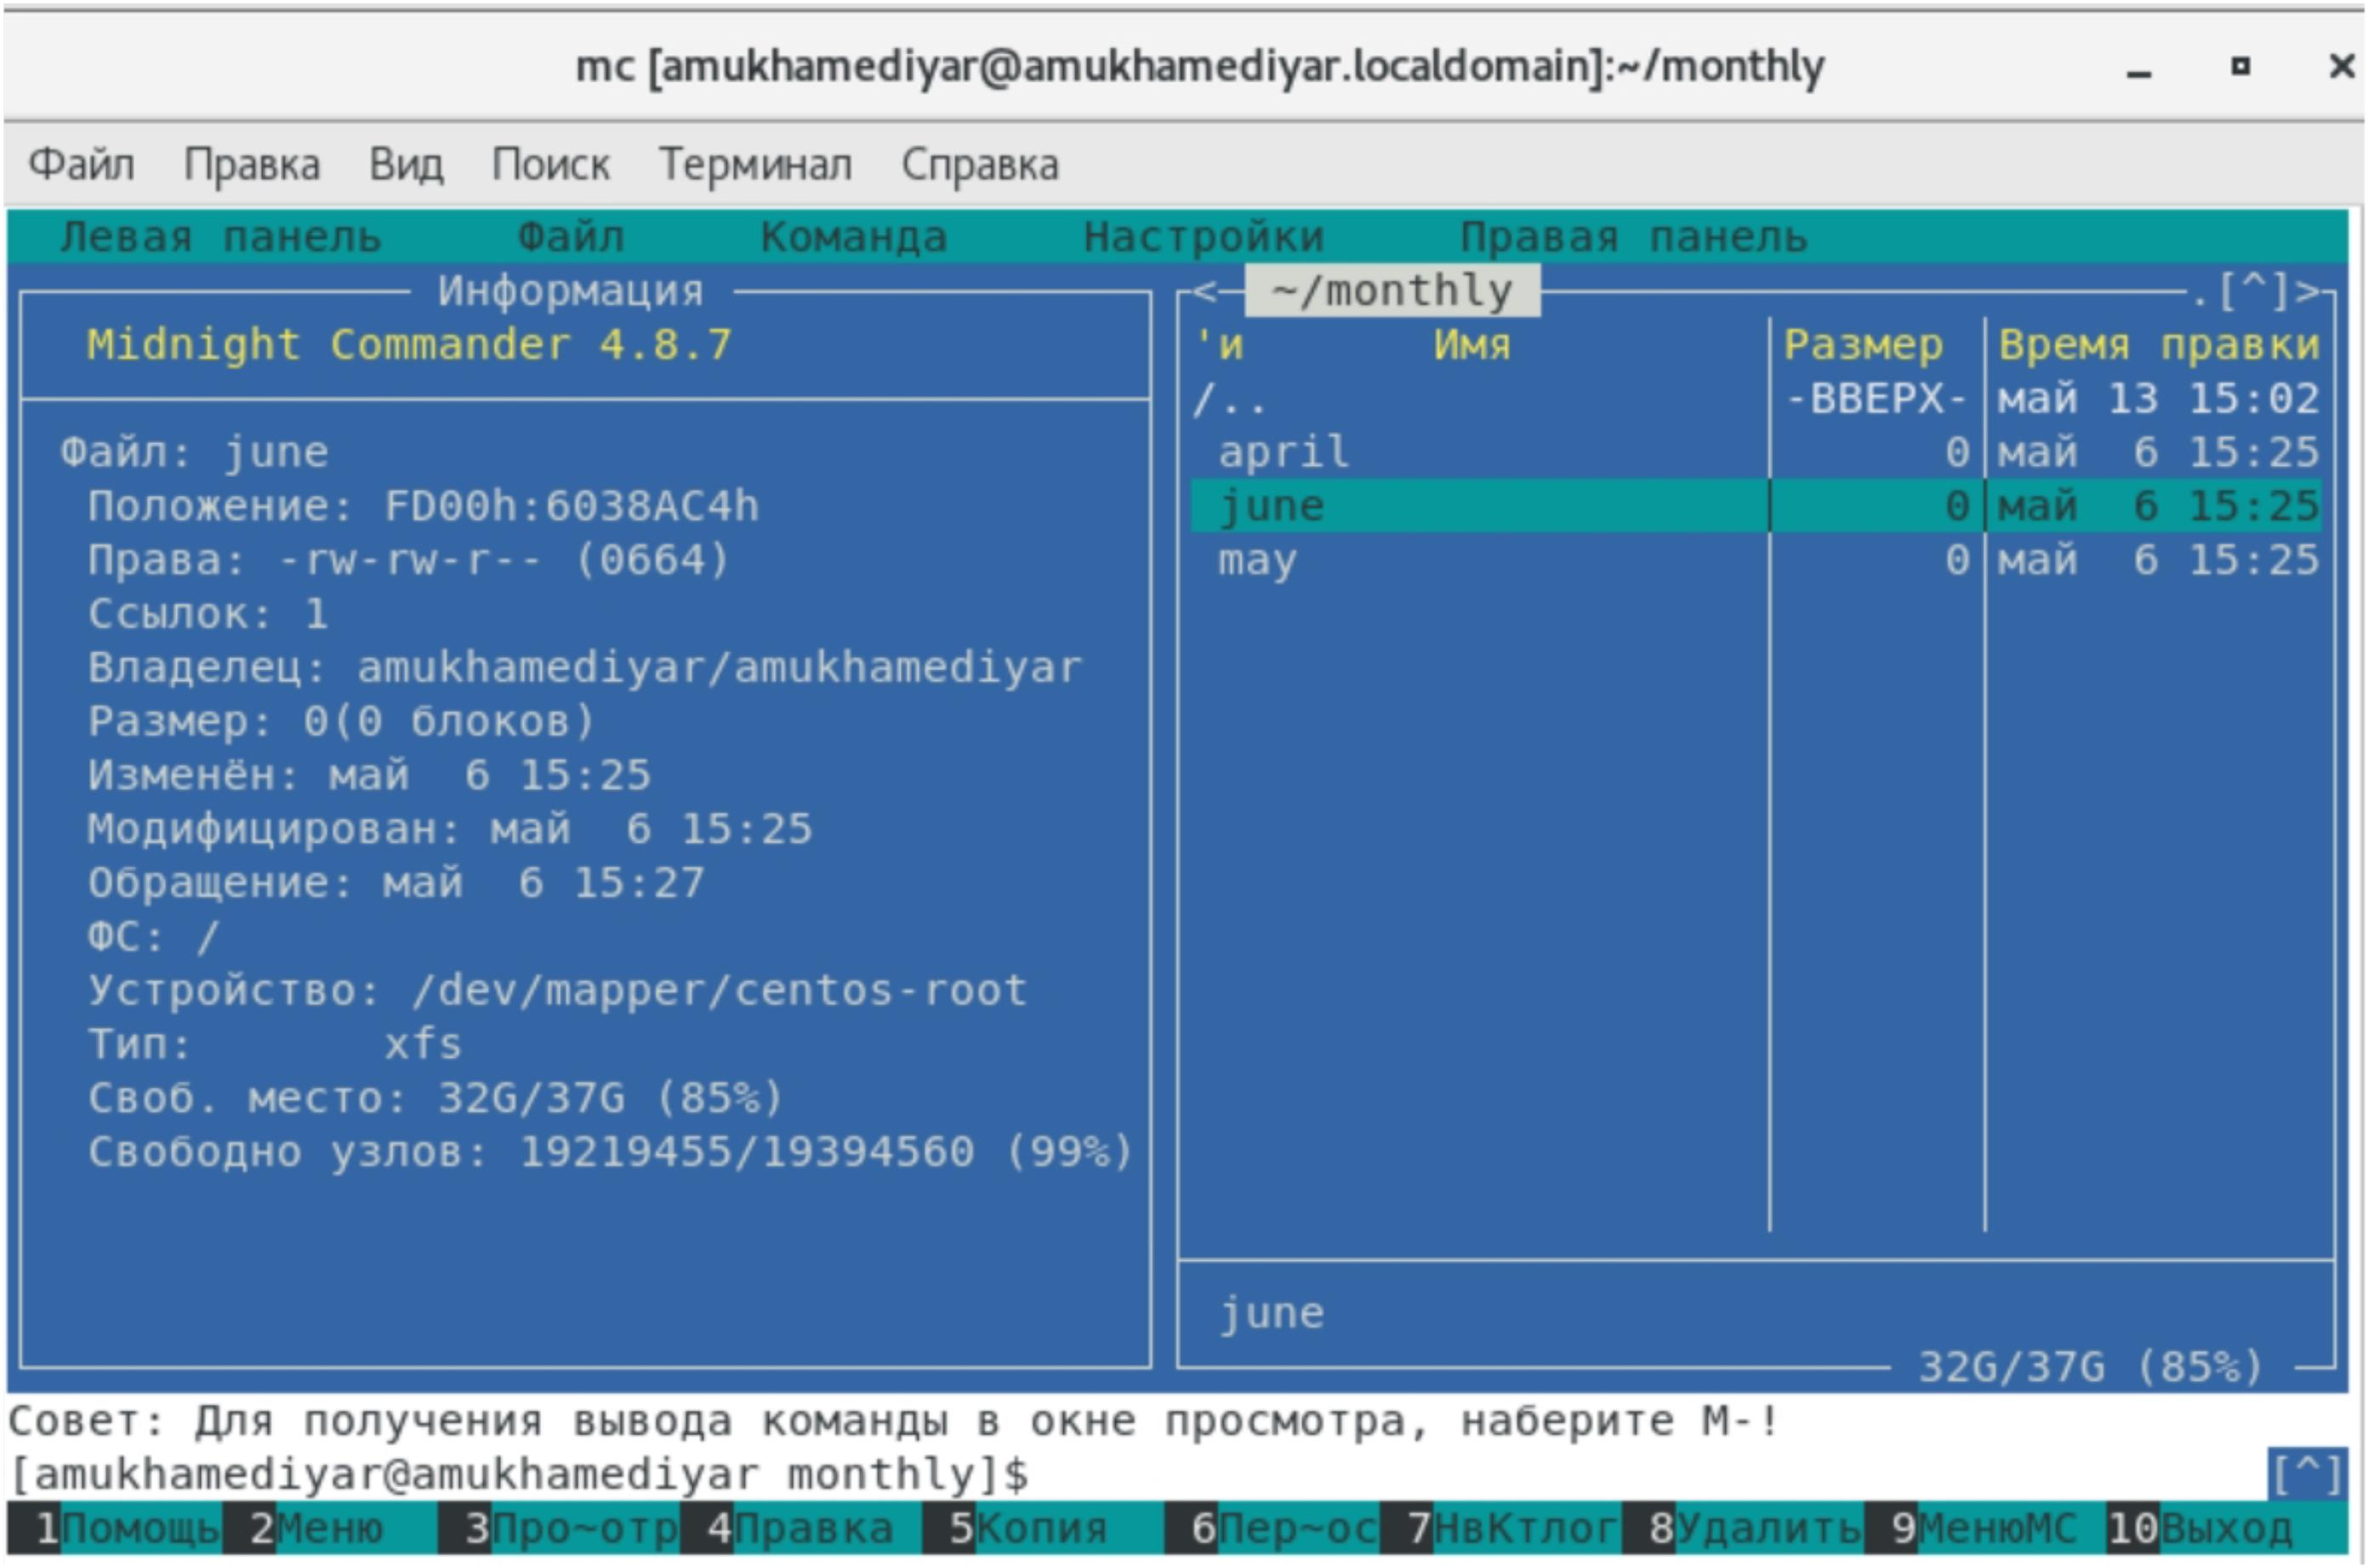 mc [amukhamediyar@amukhamediyar.localdomain]:~/monthly
Файл Правка Вид Поиск Терминал Справка
Левая панель Файл Команда Настройки Правая панель
Информация
Midnight Commander 4.8.7
Файл: june
Положение: FD00h:6038AC4h
Права: -rw-rw-r-- (0664)
Ссылок: 1
Владелец: amukhamediyar/amukhamediyar
Размер: 0(0 блоков)
Изменён: май  6 15:25
Модифицирован: май  6 15:25
Обращение: май  6 15:27
ФС: /
Устройство: /dev/mapper/centos-root
Тип: xfs
Своб. место: 32G/37G (85%)
Свободно узлов: 19219455/19394560 (99%)
< ~/monthly .[^]>
'и Имя Размер Время правки
/.. -ВВЕРХ- май 13 15:02
april 0 май  6 15:25
june 0 май  6 15:25
may 0 май  6 15:25
june
32G/37G (85%)
Совет: Для получения вывода команды в окне просмотра, наберите M-!
[amukhamediyar@amukhamediyar monthly]$ [^]
1Помощь 2Меню 3Про~отр 4Правка 5Копия 6Пер~ос 7НвКтлог 8Удалить 9МенюMC 10Выход